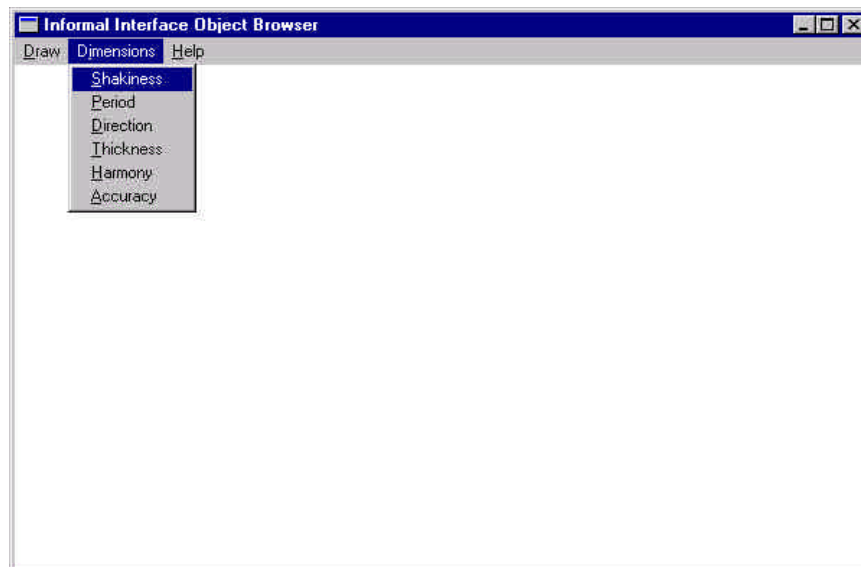 Informal Interface Object Browser
Draw Dimensions Help
Shakiness
Period
Direction
Thickness
Harmony
Accuracy